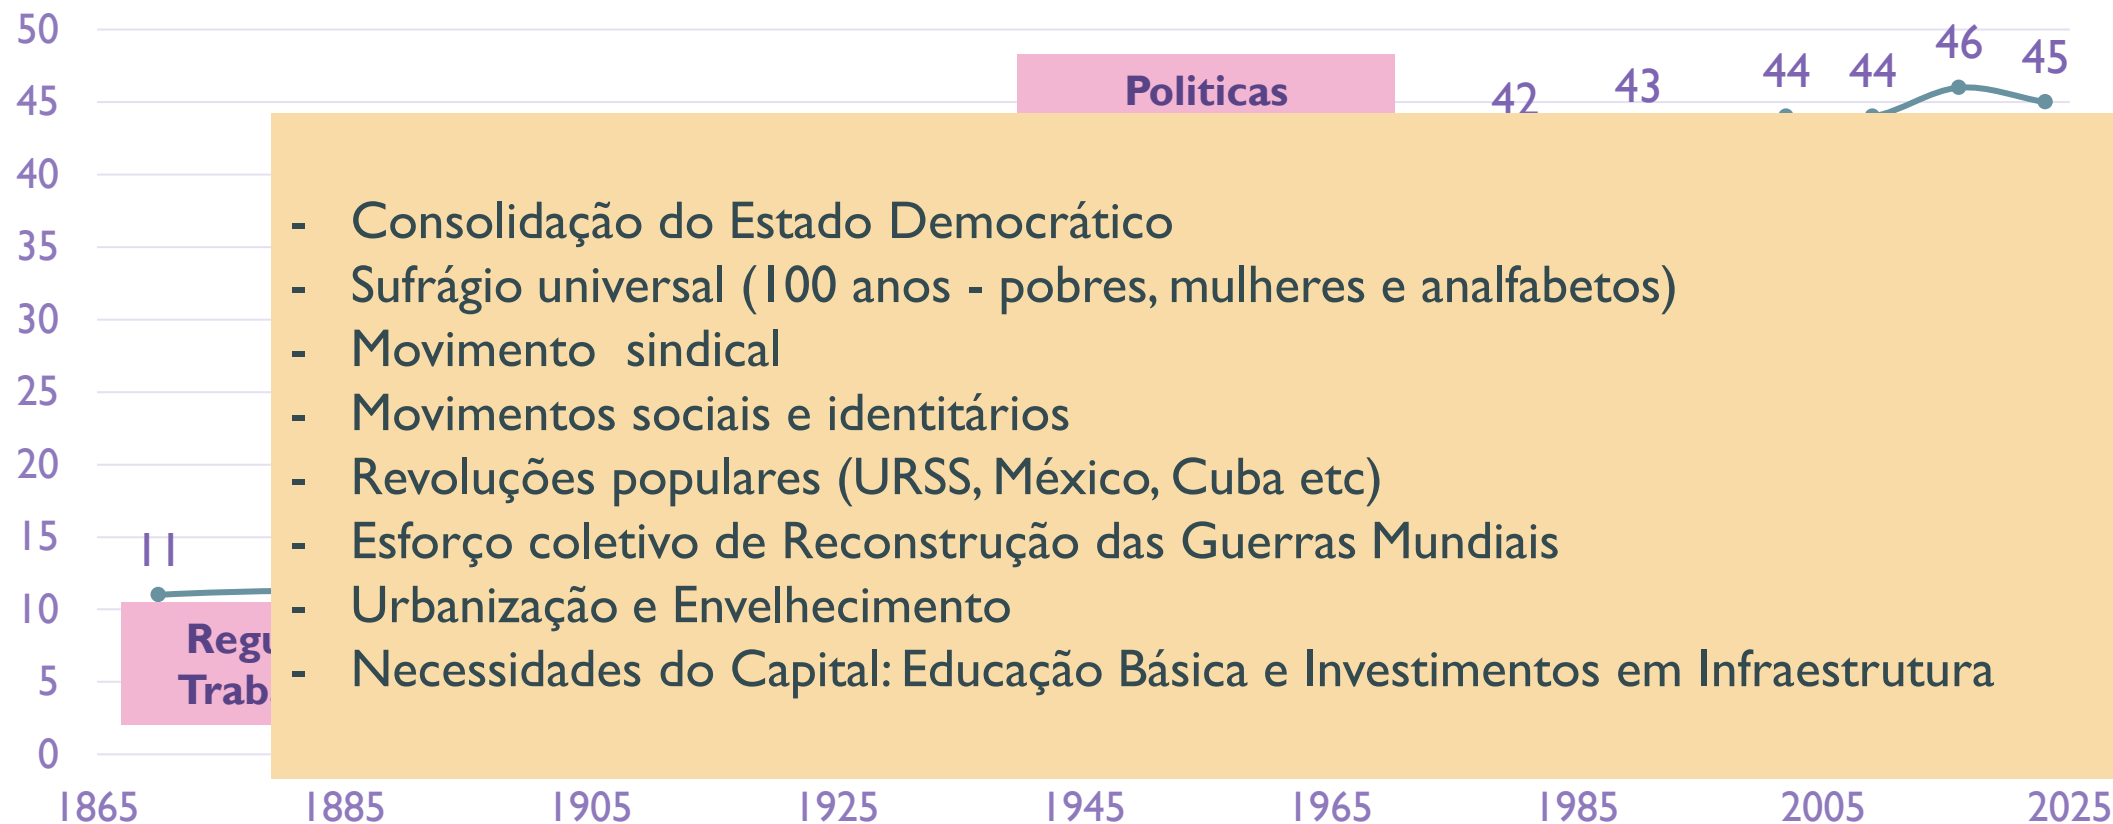 50
45
40
35
30
25
20
15
10
5
0
Politicas
42
43
44
44
46
45
- Consolidação do Estado Democrático
- Sufrágio universal (100 anos - pobres, mulheres e analfabetos)
- Movimento sindical
- Movimentos sociais e identitários
- Revoluções populares (URSS, México, Cuba etc)
- Esforço coletivo de Reconstrução das Guerras Mundiais
- Urbanização e Envelhecimento
- Necessidades do Capital: Educação Básica e Investimentos em Infraestrutura
11
1865 1885 1905 1925 1945 1965 1985 2005 2025